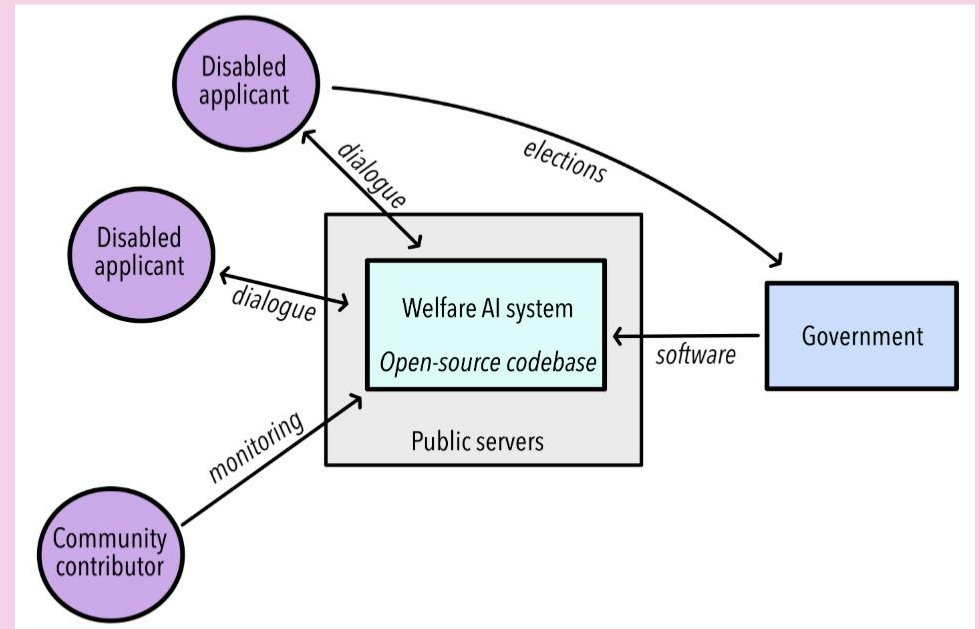 Disabled
applicant
elections
dialogue
Disabled
applicant
dialogue
Welfare AI system
Open-source codebase
Government
software
Public servers
monitoring
Community
contributor